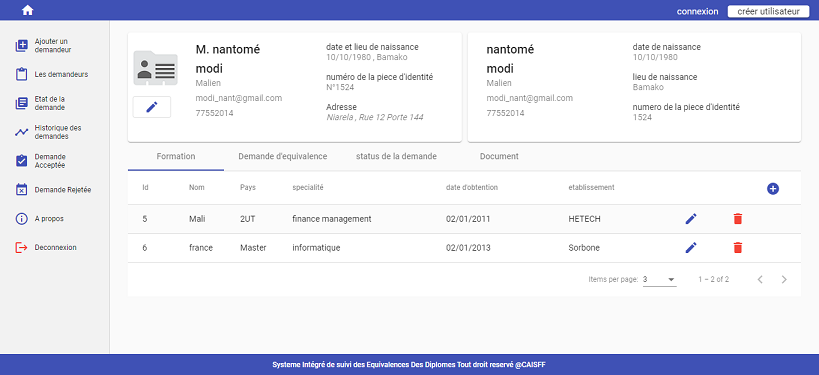 connexion créer utilisateur
Ajouter un
demandeur
Les demandeurs
Etat de la
demande
Historique des
demandes
Demande
Acceptée
Demande Rejetée
A propos
Deconnexion
M. nantomé
modi
Malien
modi_nant@gmail.com
77552014
date et lieu de naissance
10/10/1980 , Bamako
numéro de la piece d'identité
N°1524
Adresse
Niarela , Rue 12 Porte 144
nantomé
modi
Malien
modi_nant@gmail.com
77552014
date de naissance
10/10/1980
lieu de naissance
Bamako
numero de la piece d'identité
1524
Formation Demande d'equivalence status de la demande Document
Id Nom Pays specialité date d'obtention etablissement
5 Mali 2UT finance management 02/01/2011 HETECH
6 france Master informatique 02/01/2013 Sorbone
Items per page: 3 1 – 2 of 2
Systeme Intégré de suivi des Equivalences Des Diplomes Tout droit reservé @CAISFF